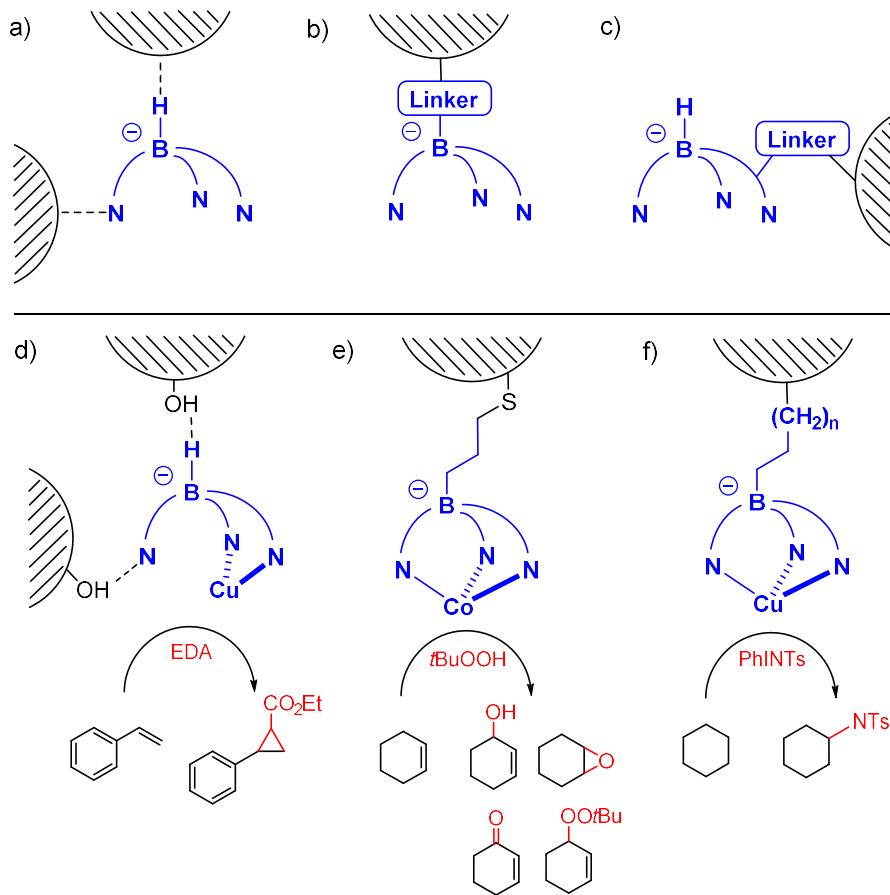 a)
b)
c)
H
⊖
B
N
N
N
Linker
⊖
B
N
N
N
H
⊖
B
Linker
N
N
N
d)
e)
f)
OH
H
⊖
B
N
N
N
OH
Cu
S
⊖
B
N
N
N
Co
(CH2)n
⊖
B
N
N
N
Cu
EDA
CO2Et
tBuOOH
OH
O
O
OOtBu
PhINTs
NTs